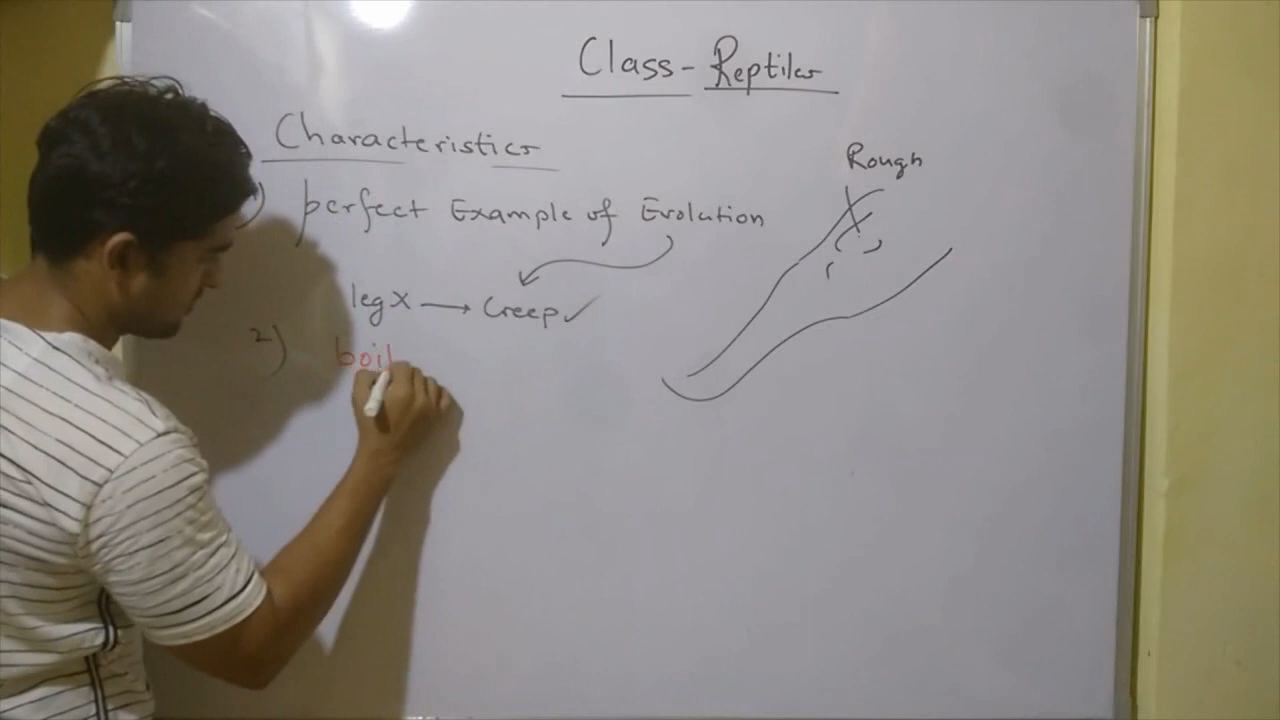 Class - Reptiles
Characteristics
Rough
1) perfect Example of Evolution
leg X → Creep ✓
2) boil